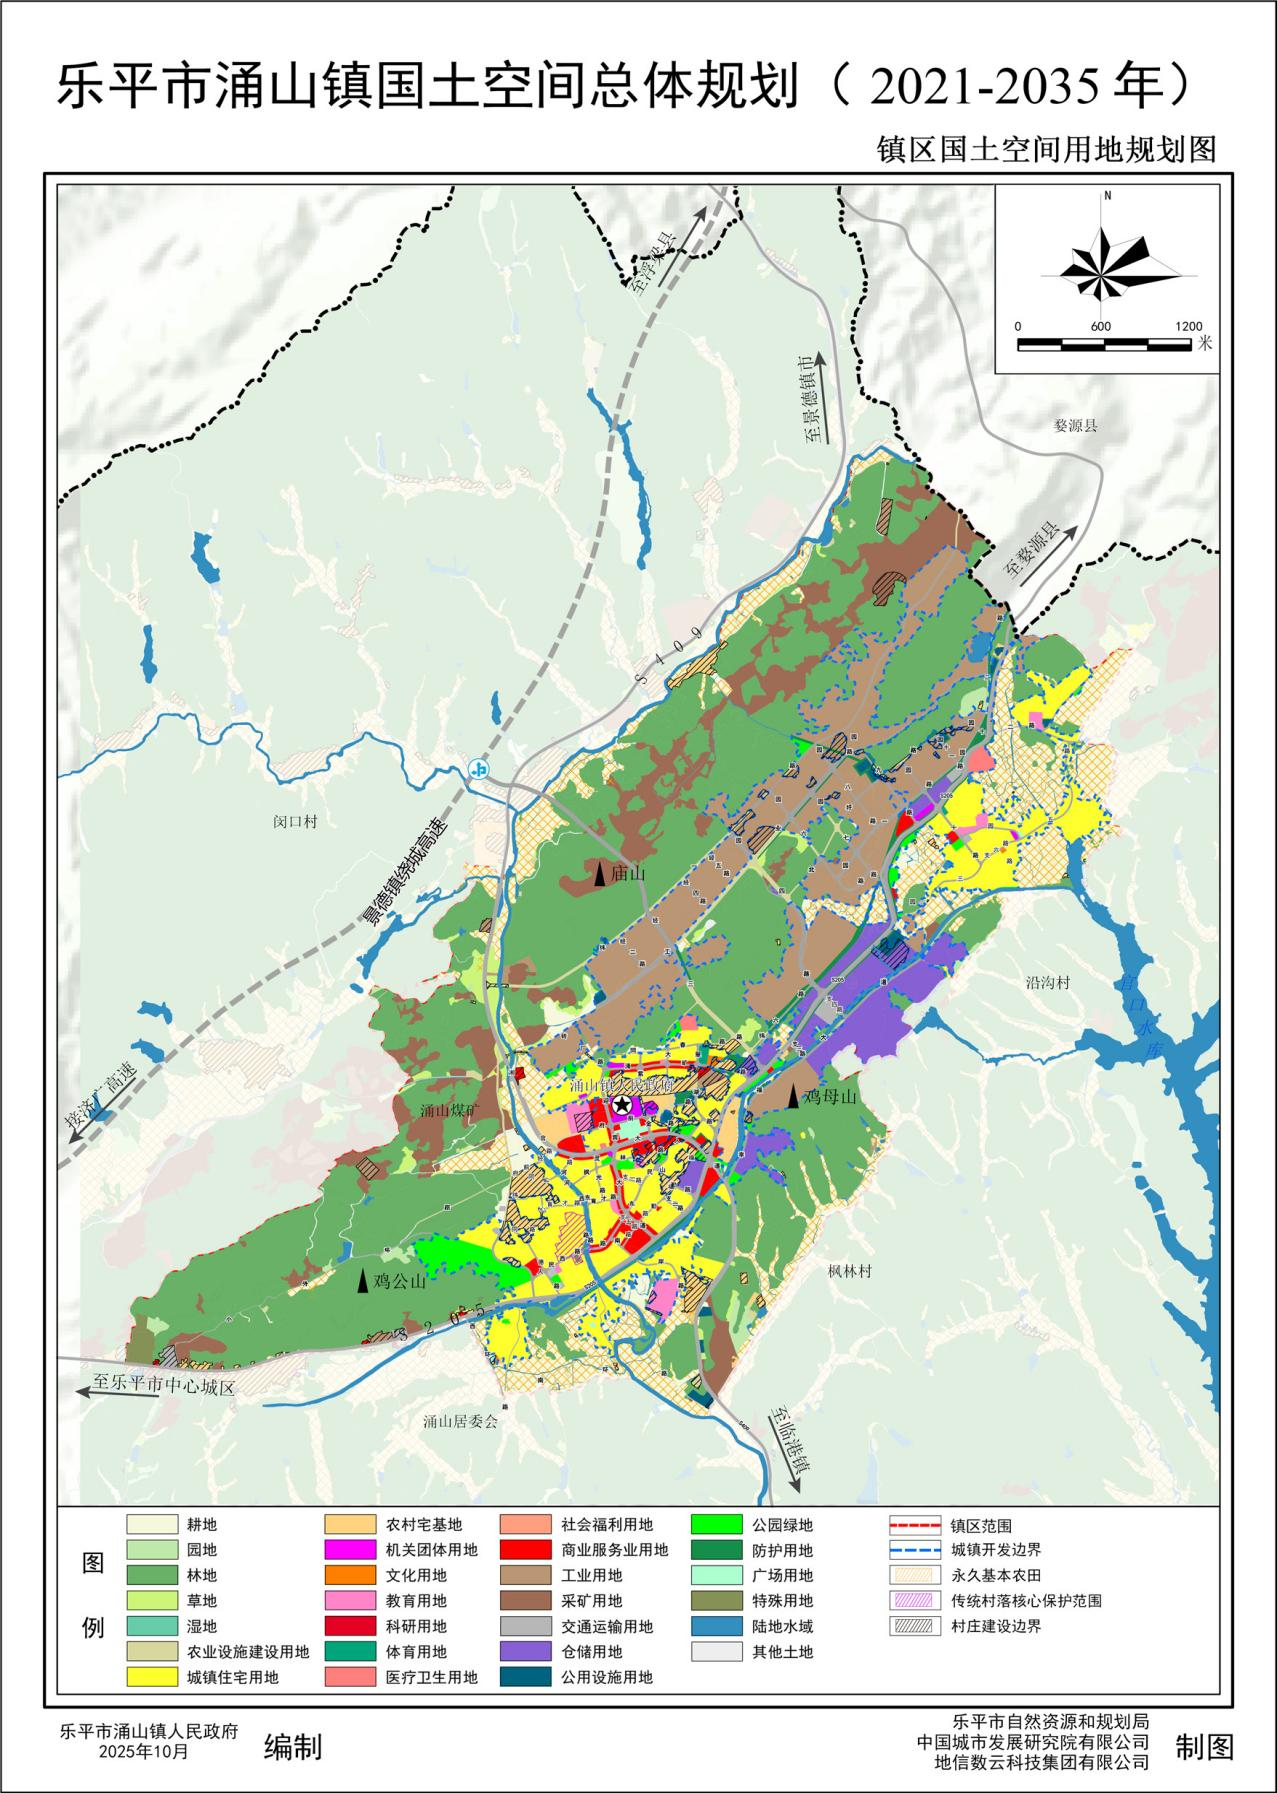 乐平市涌山镇国土空间总体规划（2021-2035年）
镇区国土空间用地规划图
N
0 600 1200 米
至浮梁县
至景德镇市
婺源县
至婺源县
S409
闵口村
景德镇绕城高速
庙山
接济广高速
沿沟村
官口水库
涌山镇人民政府
涌山煤矿
鸡母山
枫林村
鸡公山
S205
至乐平市中心城区
涌山居委会
至临港镇
图例
耕地
园地
林地
草地
湿地
农业设施建设用地
城镇住宅用地
农村宅基地
机关团体用地
文化用地
教育用地
科研用地
体育用地
医疗卫生用地
社会福利用地
商业服务业用地
工业用地
采矿用地
交通运输用地
仓储用地
公用设施用地
公园绿地
防护用地
广场用地
特殊用地
陆地水域
其他土地
镇区范围
城镇开发边界
永久基本农田
传统村落核心保护范围
村庄建设边界
乐平市涌山镇人民政府
2025年10月
编制
乐平市自然资源和规划局
中国城市发展研究院有限公司
地信数云科技集团有限公司
制图